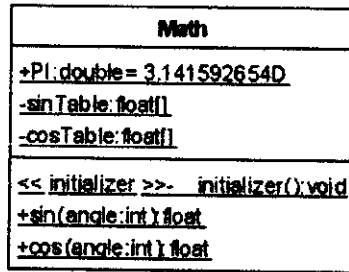 Math
+PI:double= 3.141592654D
-sinTable:float[]
-cosTable:float[]
<< initializer >>- initializer():void
+sin(angle:int):float
+cos(angle:int):float